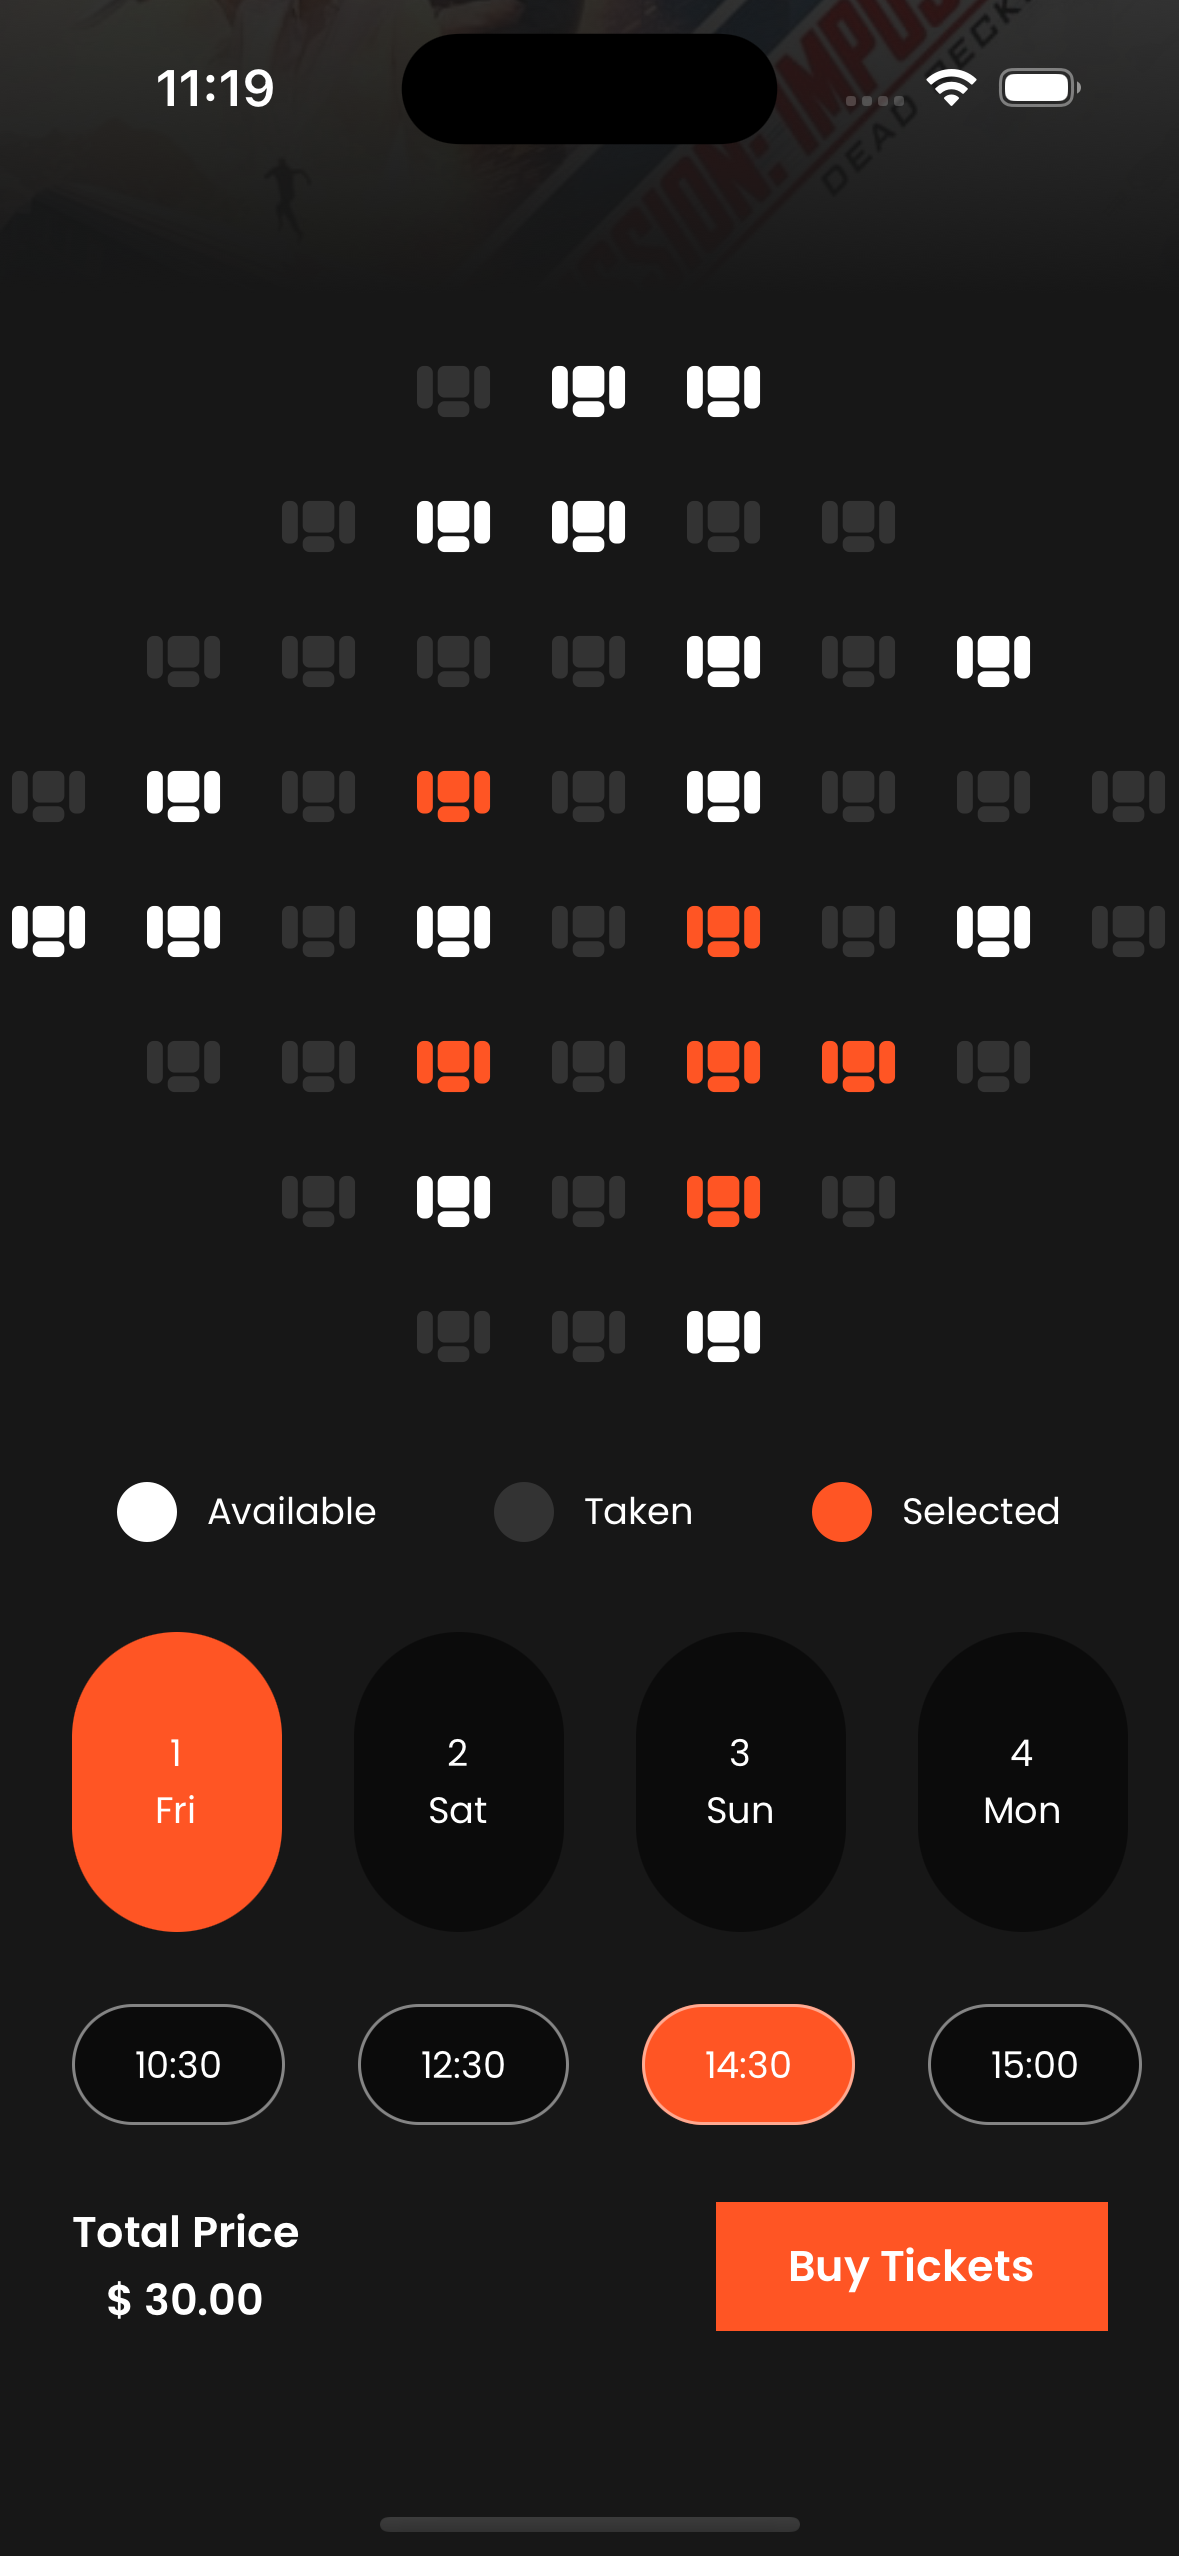 11:19
SION: IMPOS
DEAD RECK
Available Taken Selected
1 2 3 4
Fri Sat Sun Mon
10:30 12:30 14:30 15:00
Total Price
$ 30.00
Buy Tickets